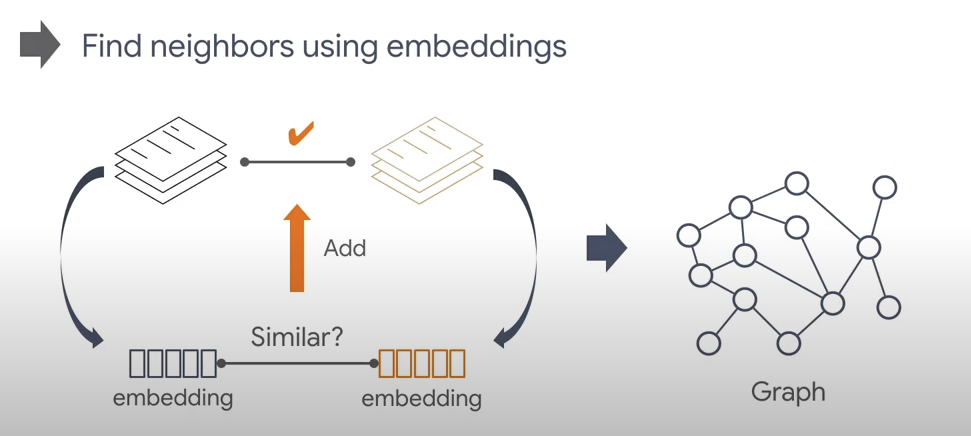 Find neighbors using embeddings
Add
Similar?
embedding
embedding
Graph